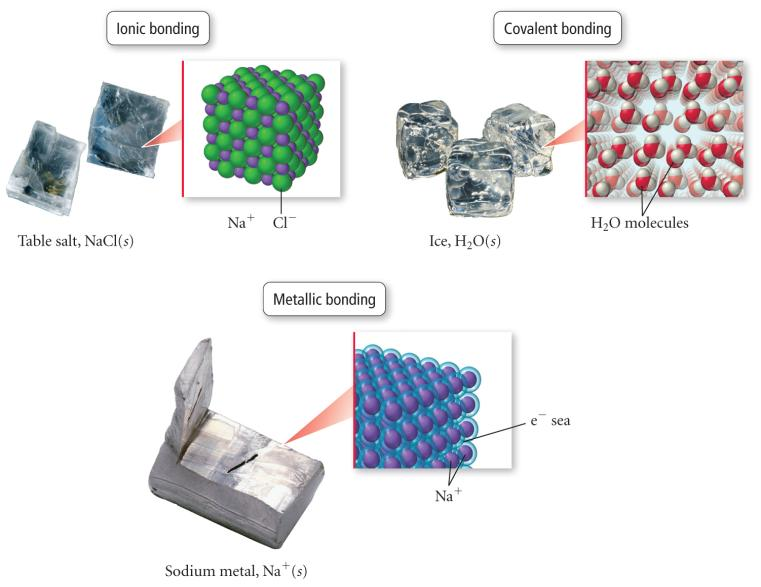 Ionic bonding
Covalent bonding
Na⁺ Cl⁻
H₂O molecules
Table salt, NaCl(s)
Ice, H₂O(s)
Metallic bonding
e⁻ sea
Na⁺
Sodium metal, Na⁺(s)